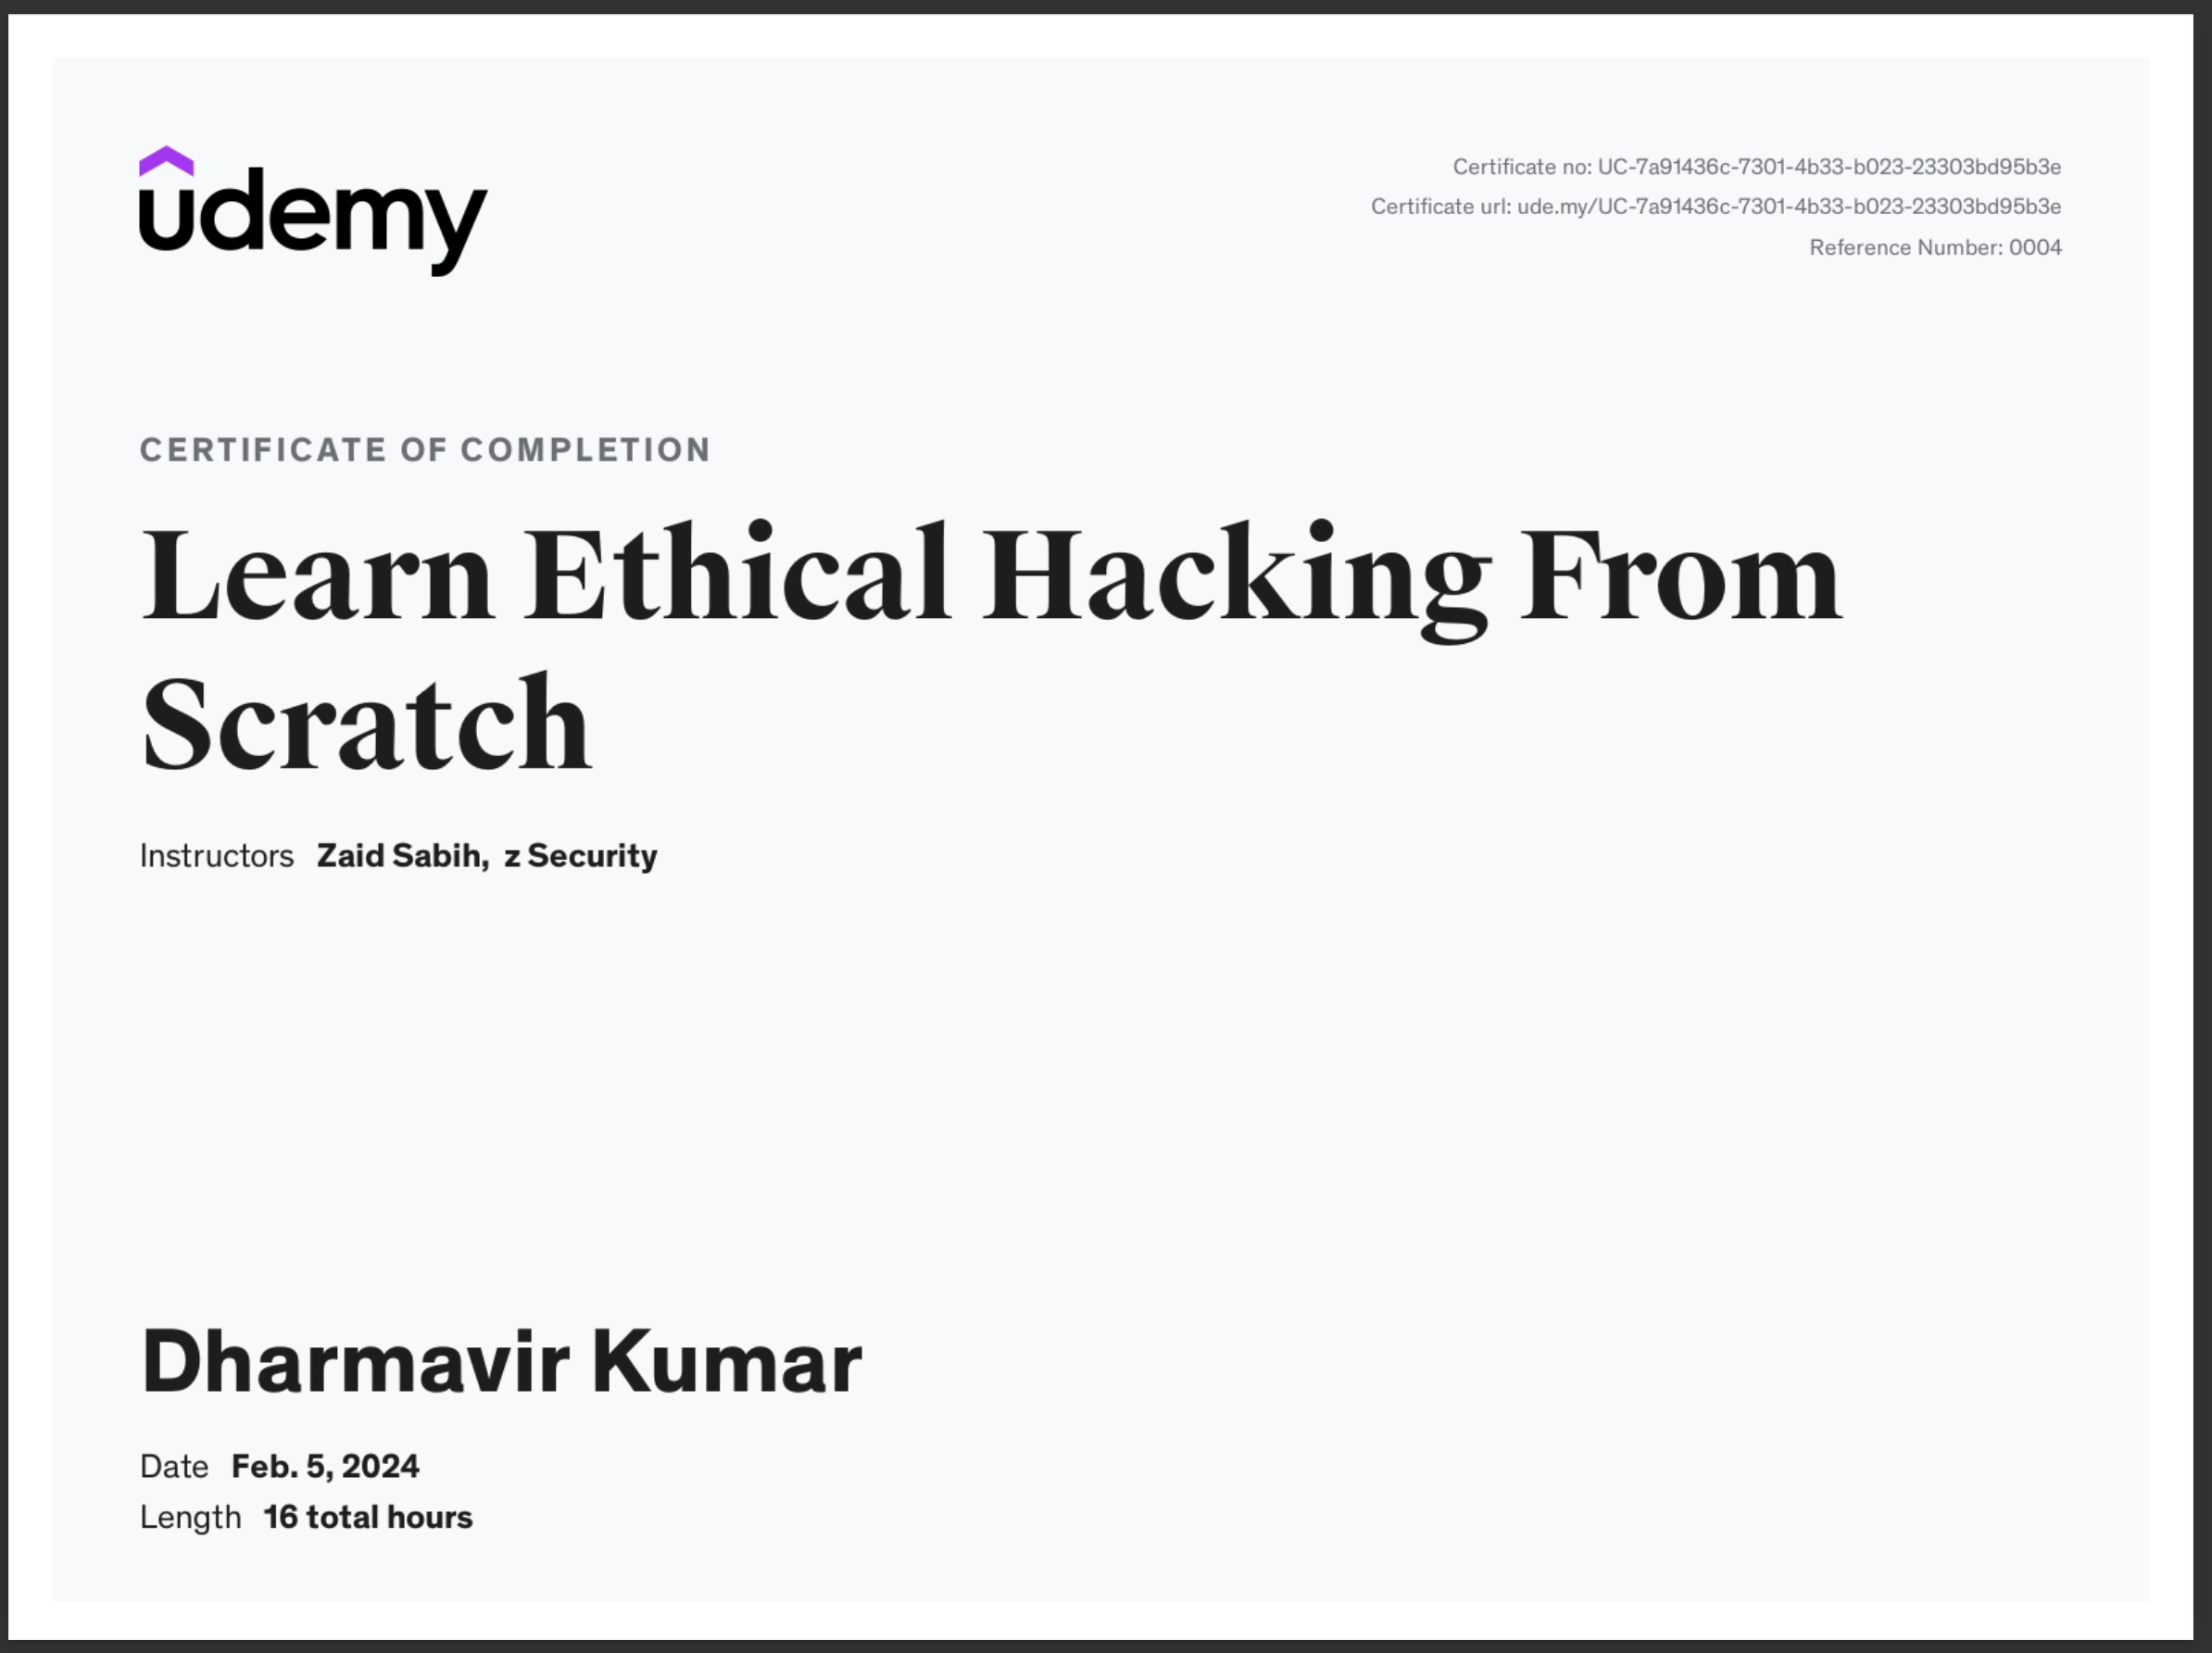 udemy
Certificate no: UC-7a91436c-7301-4b33-b023-23303bd95b3e
Certificate url: ude.my/UC-7a91436c-7301-4b33-b023-23303bd95b3e
Reference Number: 0004
CERTIFICATE OF COMPLETION
Learn Ethical Hacking From
Scratch
Instructors Zaid Sabih, z Security
Dharmavir Kumar
Date Feb. 5, 2024
Length 16 total hours